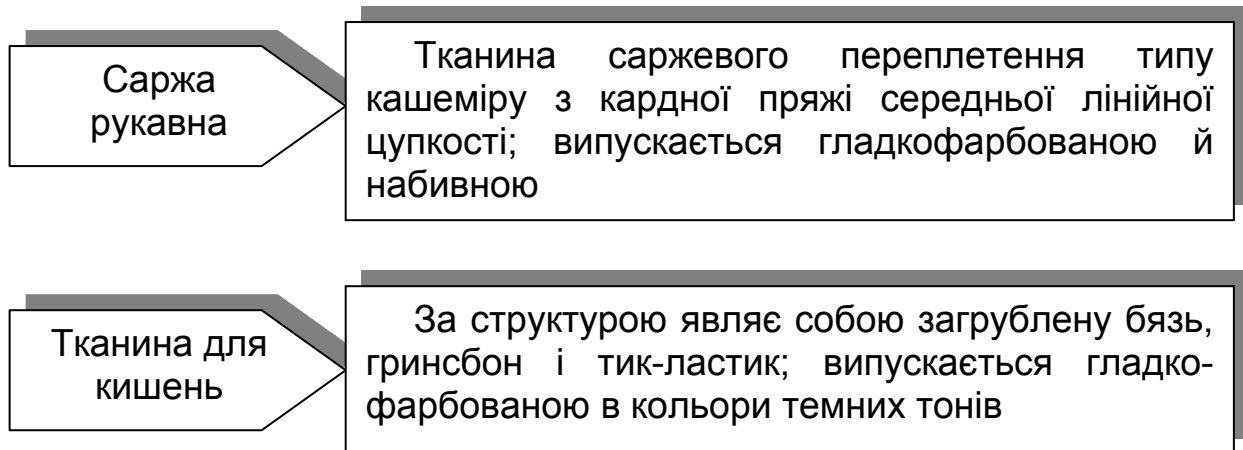 Саржа
рукавна
Тканина саржевого переплетення типу
кашеміру з кардної пряжі середньої лінійної
цупкості; випускається гладкофарбованою й
набивною
Тканина для
кишень
За структурою являє собою загрублену бязь,
гринсбон і тик-ластик; випускається гладко-
фарбованою в кольори темних тонів